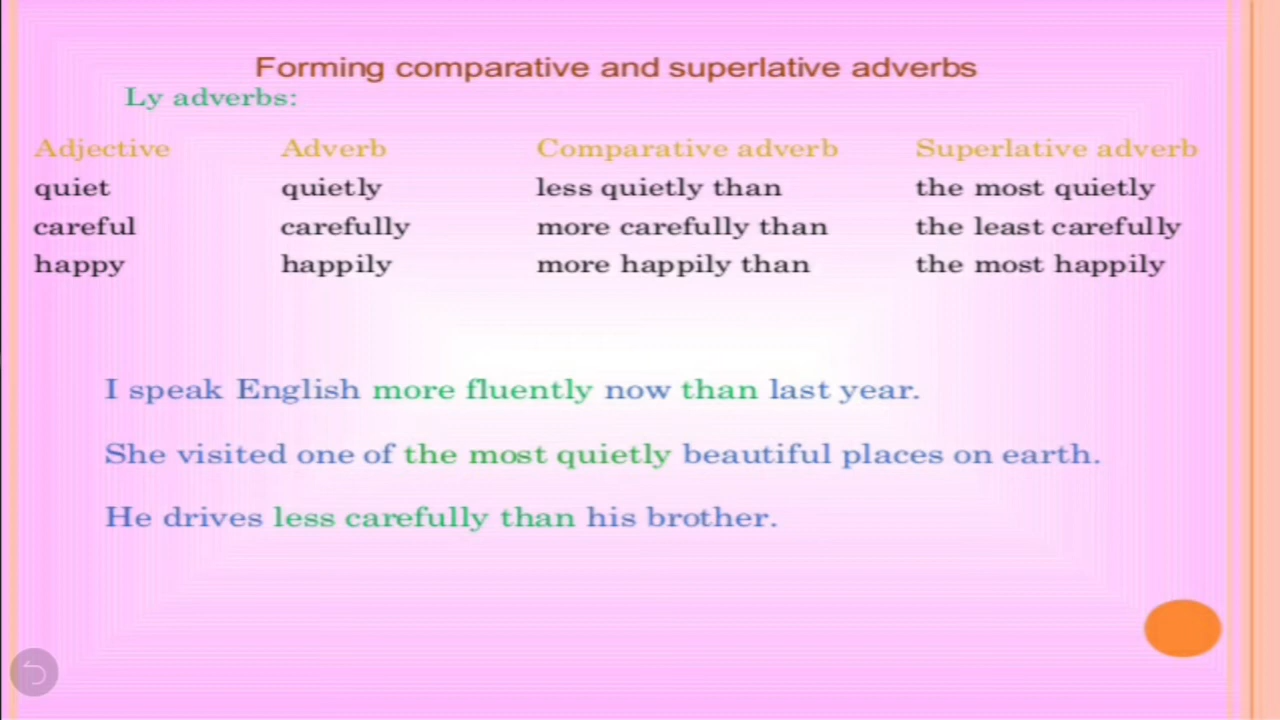 Forming comparative and superlative adverbs
Ly adverbs:
Adjective Adverb Comparative adverb Superlative adverb
quiet quietly less quietly than the most quietly
careful carefully more carefully than the least carefully
happy happily more happily than the most happily
I speak English more fluently now than last year.
She visited one of the most quietly beautiful places on earth.
He drives less carefully than his brother.